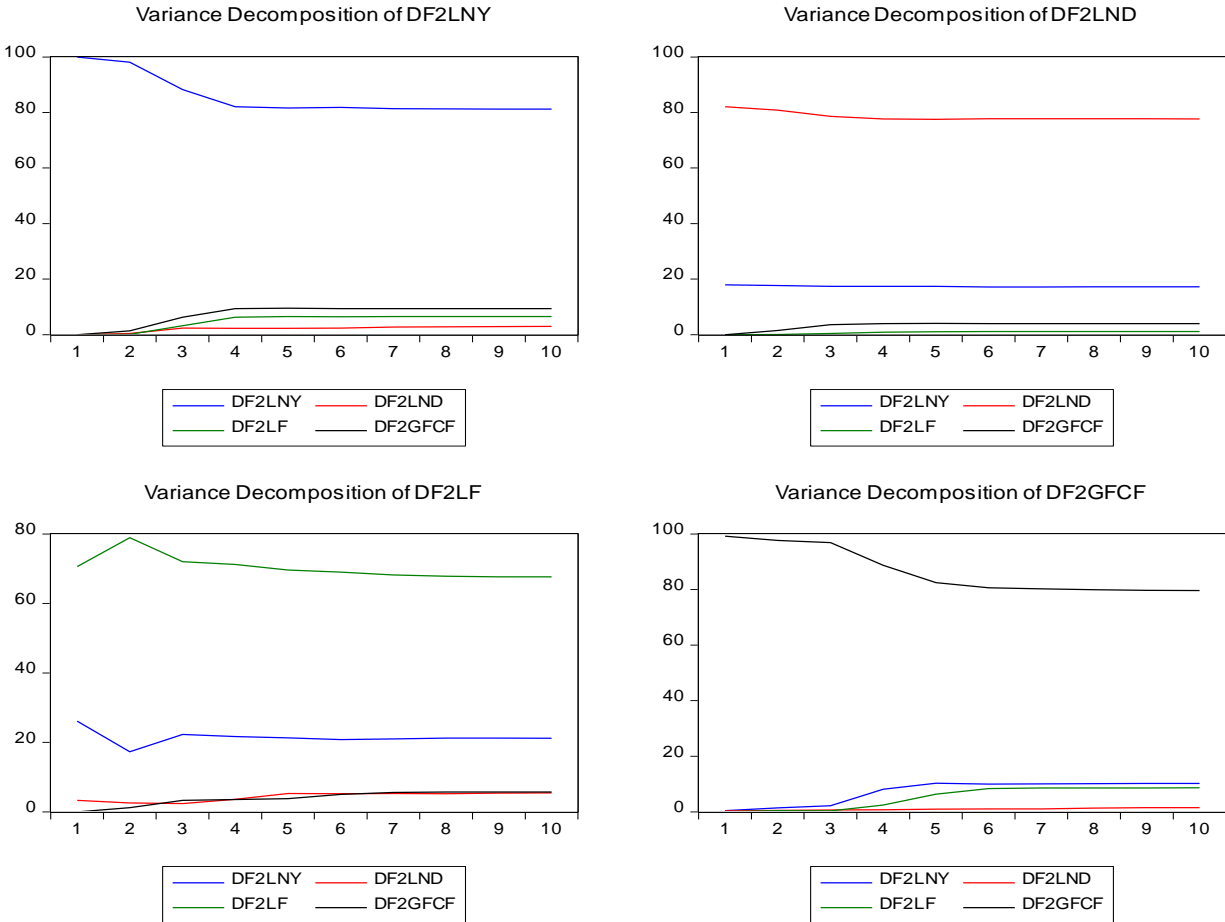 Variance Decomposition of DF2LNY
100
80
60
40
20
0
1 2 3 4 5 6 7 8 9 10
DF2LNY DF2LND
DF2LF DF2GFCF
Variance Decomposition of DF2LND
100
80
60
40
20
0
1 2 3 4 5 6 7 8 9 10
DF2LNY DF2LND
DF2LF DF2GFCF
Variance Decomposition of DF2LF
80
60
40
20
0
1 2 3 4 5 6 7 8 9 10
DF2LNY DF2LND
DF2LF DF2GFCF
Variance Decomposition of DF2GFCF
100
80
60
40
20
0
1 2 3 4 5 6 7 8 9 10
DF2LNY DF2LND
DF2LF DF2GFCF